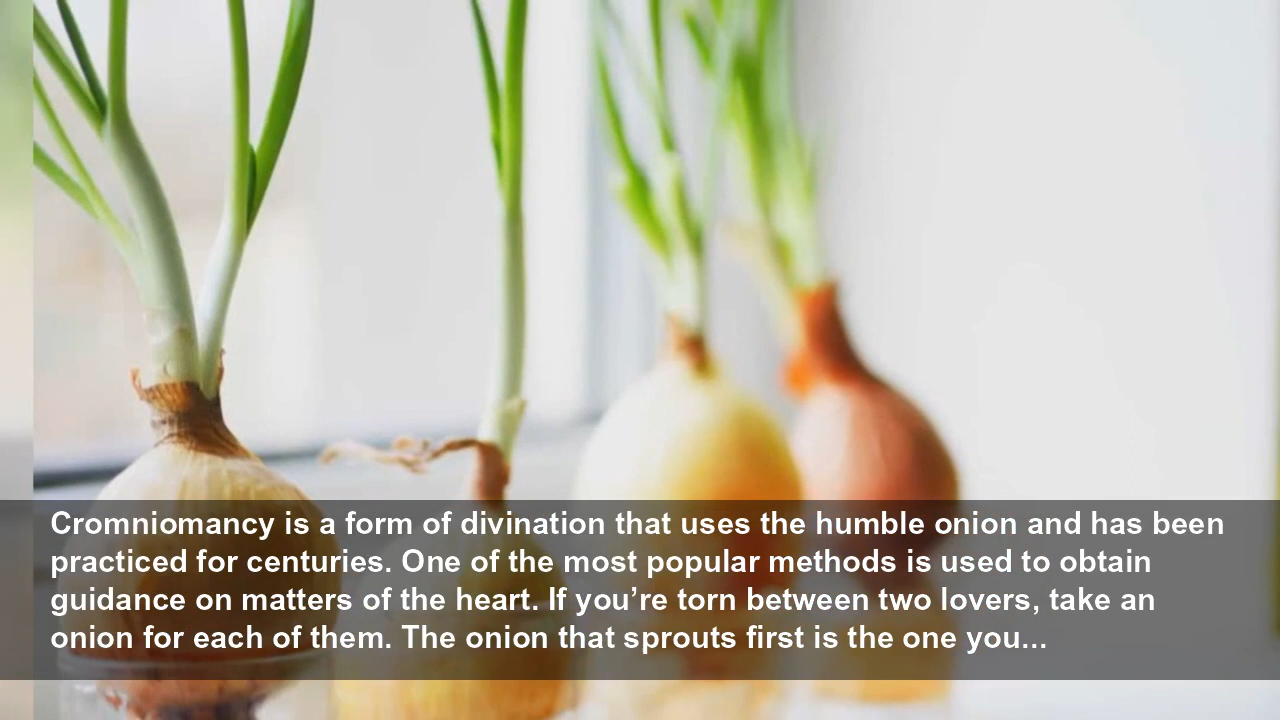 Cromniomancy is a form of divination that uses the humble onion and has been
practiced for centuries. One of the most popular methods is used to obtain
guidance on matters of the heart. If you’re torn between two lovers, take an
onion for each of them. The onion that sprouts first is the one you...